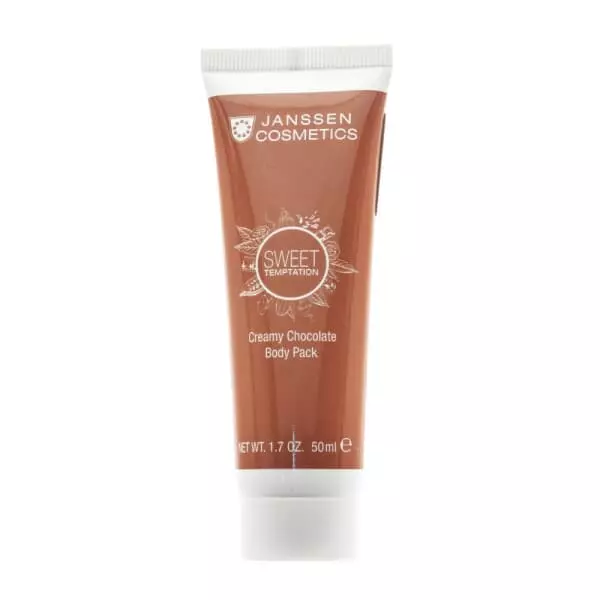 JANSSEN
COSMETICS
SWEET
TEMPTATION
Creamy Chocolate
Body Pack
NET WT. 1.7 OZ. 50ml ℮